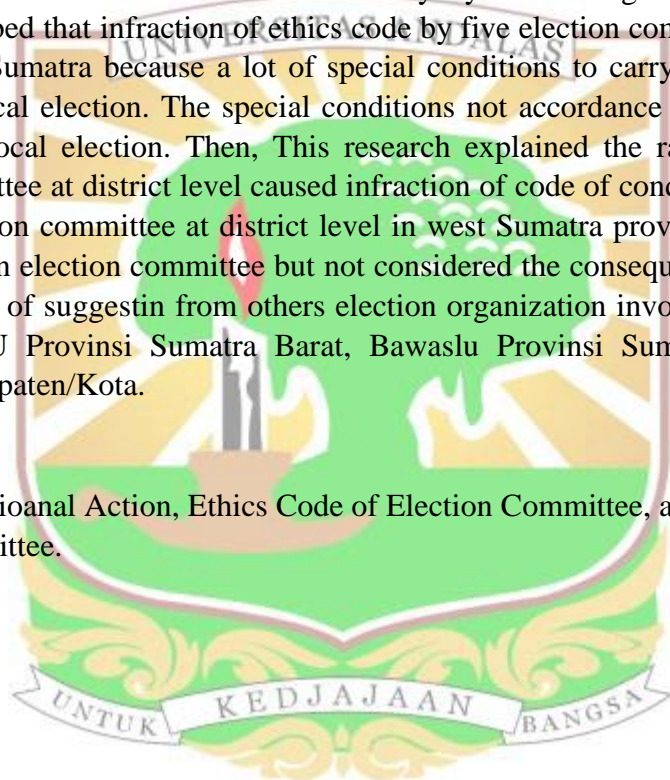 ped that infraction of ethics code by five election com
UNIVERSITAS ANDALAS
Sumatra because a lot of special conditions to carry
cal election. The special conditions not accordance
ocal election. Then, This research explained the ra
ttee at district level caused infraction of code of conc
on committee at district level in west Sumatra prov
n election committee but not considered the consequ
of suggestin from others election organization invo
U Provinsi Sumatra Barat, Bawaslu Provinsi Sum
paten/Kota.
ioanal Action, Ethics Code of Election Committee, a
ittee.
UNTUK KEDJAJAAN BANGSA